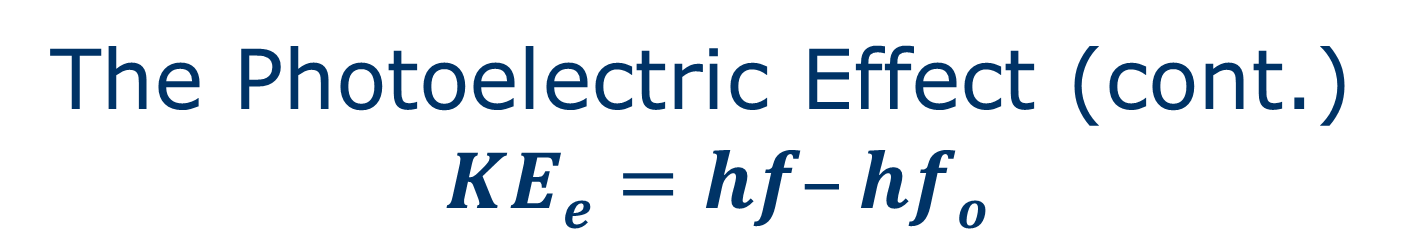 The Photoelectric Effect (cont.)
KEₑ = hf – hfₒ